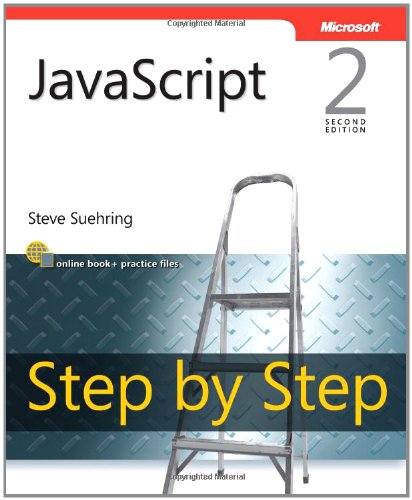 Copyrighted Material
Microsoft
JavaScript
2
SECOND
EDITION
Steve Suehring
online book + practice files
Step by Step
Copyrighted Material